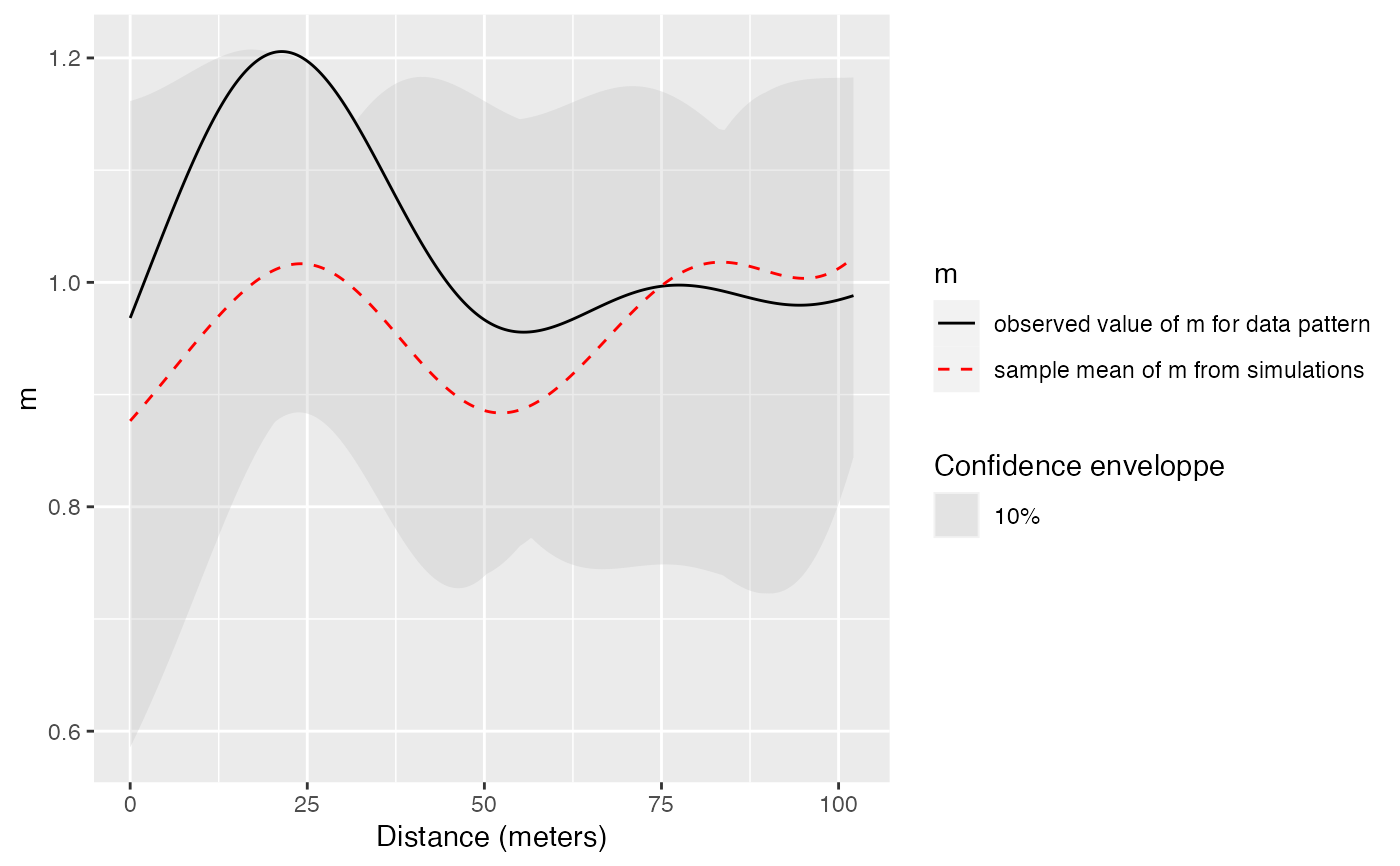 1.2
1.0
0.8
0.6
m
0 25 50 75 100
Distance (meters)
m
observed value of m for data pattern
sample mean of m from simulations
Confidence enveloppe
10%